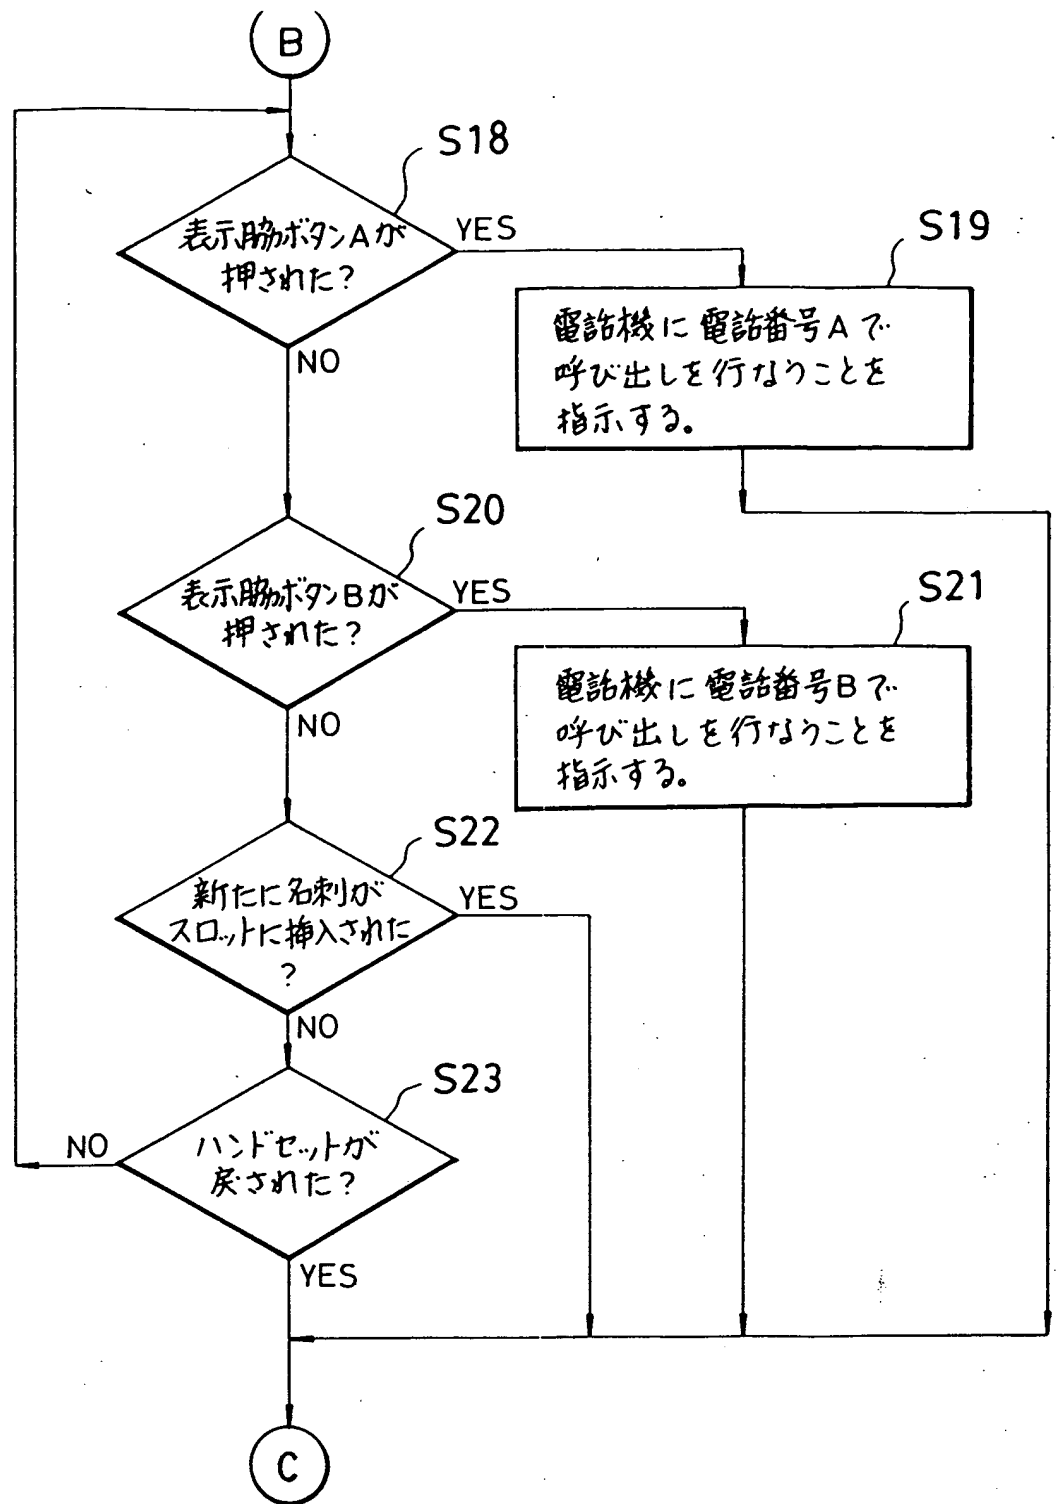 B
S18
表示脇ボタンAが
押された?
YES
NO
S19
電話機に電話番号Aで
呼び出しを行なうことを
指示する。
S20
表示脇ボタンBが
押された?
YES
NO
S21
電話機に電話番号Bで
呼び出しを行なうことを
指示する。
S22
新たに名刺が
スロットに挿入された
?
YES
NO
S23
ハンドセットが
戻された?
NO
YES
C